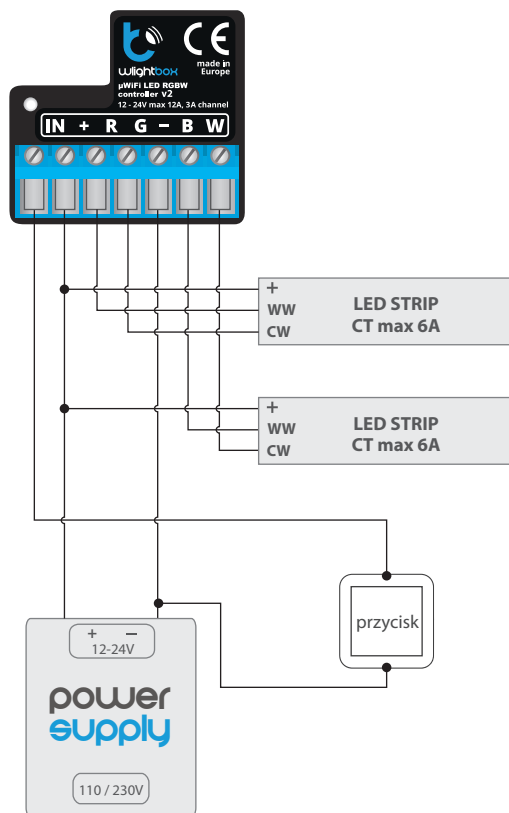 wlightbox
CE
made in
Europe
µWiFi LED RGBW
controller v2
12 - 24V max 12A, 3A channel
IN + R G − B W
+
WW
CW
LED STRIP
CT max 6A
+
WW
CW
LED STRIP
CT max 6A
przycisk
+ −
12-24V
power
supply
110 / 230V